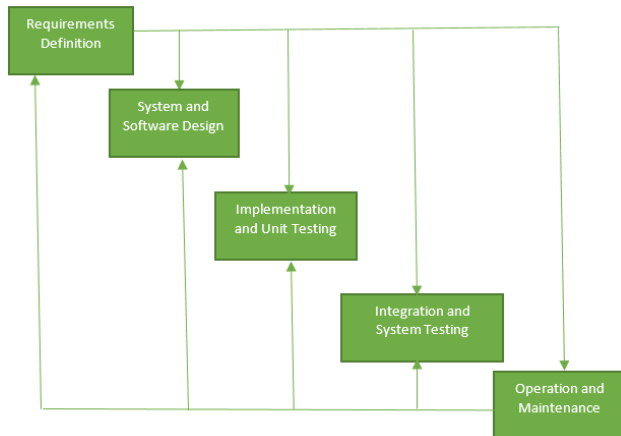 Requirements
Definition
System and
Software Design
Implementation
and Unit Testing
Integration and
System Testing
Operation and
Maintenance